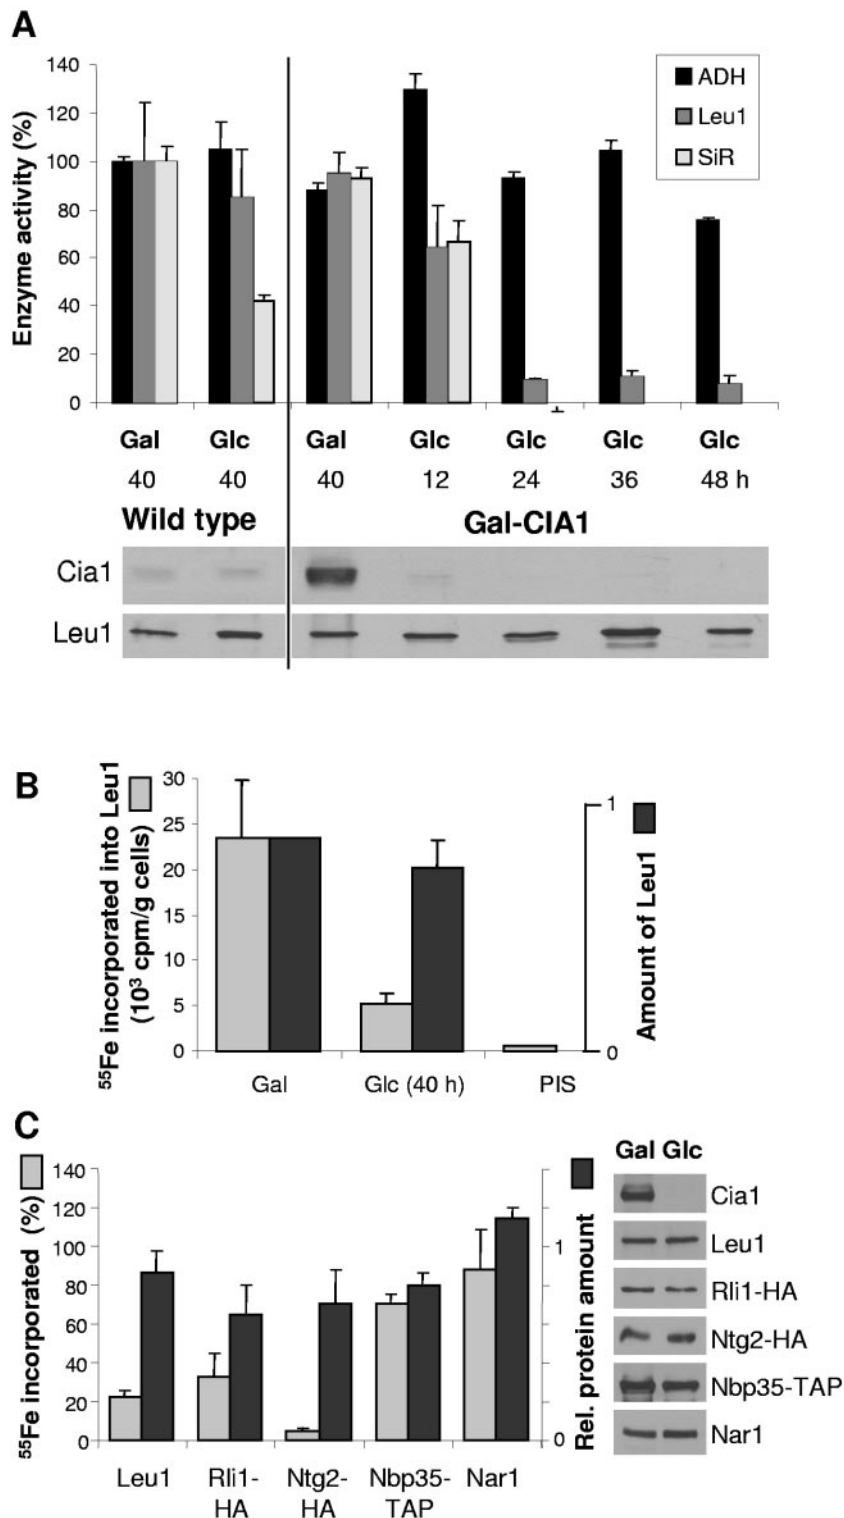 A
Enzyme activity (%)
140
120
100
80
60
40
20
0
ADH
Leu1
SiR
Gal Glc Gal Glc Glc Glc Glc
40 40 40 12 24 36 48 h
Wild type Gal-CIA1
Cia1
Leu1
B
55Fe incorporated into Leu1
(10³ cpm/g cells)
30
25
20
15
10
5
0
1
0
Amount of Leu1
Gal Glc (40 h) PIS
C
55Fe incorporated (%)
140
120
100
80
60
40
20
0
1
0
Rel. protein amount
Leu1 Rli1- Ntg2- Nbp35- Nar1
HA HA TAP
Gal Glc
Cia1
Leu1
Rli1-HA
Ntg2-HA
Nbp35-TAP
Nar1